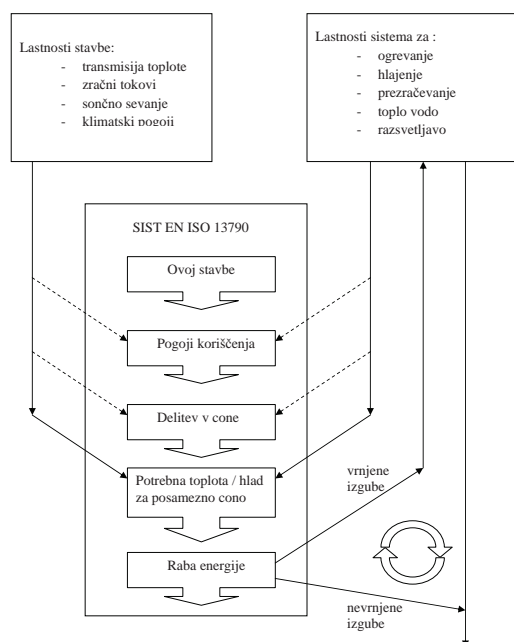 Lastnosti stavbe:
- transmisija toplote
- zračni tokovi
- sončno sevanje
- klimatski pogoji
Lastnosti sistema za :
- ogrevanje
- hlajenje
- prezračevanje
- toplo vodo
- razsvetljavo
SIST EN ISO 13790
Ovoj stavbe
Pogoji koriščenja
Delitev v cone
Potrebna toplota / hlad
za posamezno cono
Raba energije
vrnjene
izgube
nevrnjene
izgube